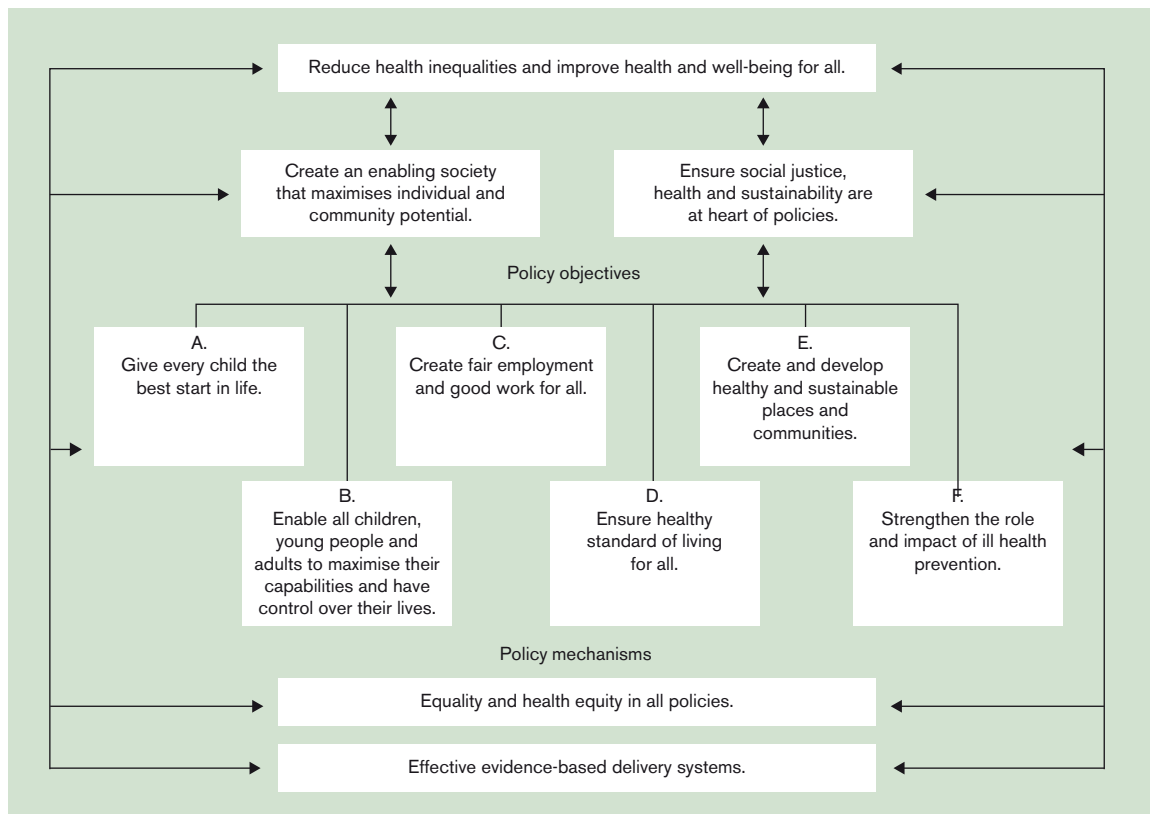 Reduce health inequalities and improve health and well-being for all.
Create an enabling society
that maximises individual and
community potential.
Ensure social justice,
health and sustainability are
at heart of policies.
Policy objectives
A.
Give every child the
best start in life.
B.
Enable all children,
young people and
adults to maximise their
capabilities and have
control over their lives.
C.
Create fair employment
and good work for all.
D.
Ensure healthy
standard of living
for all.
E.
Create and develop
healthy and sustainable
places and
communities.
F.
Strengthen the role
and impact of ill health
prevention.
Policy mechanisms
Equality and health equity in all policies.
Effective evidence-based delivery systems.